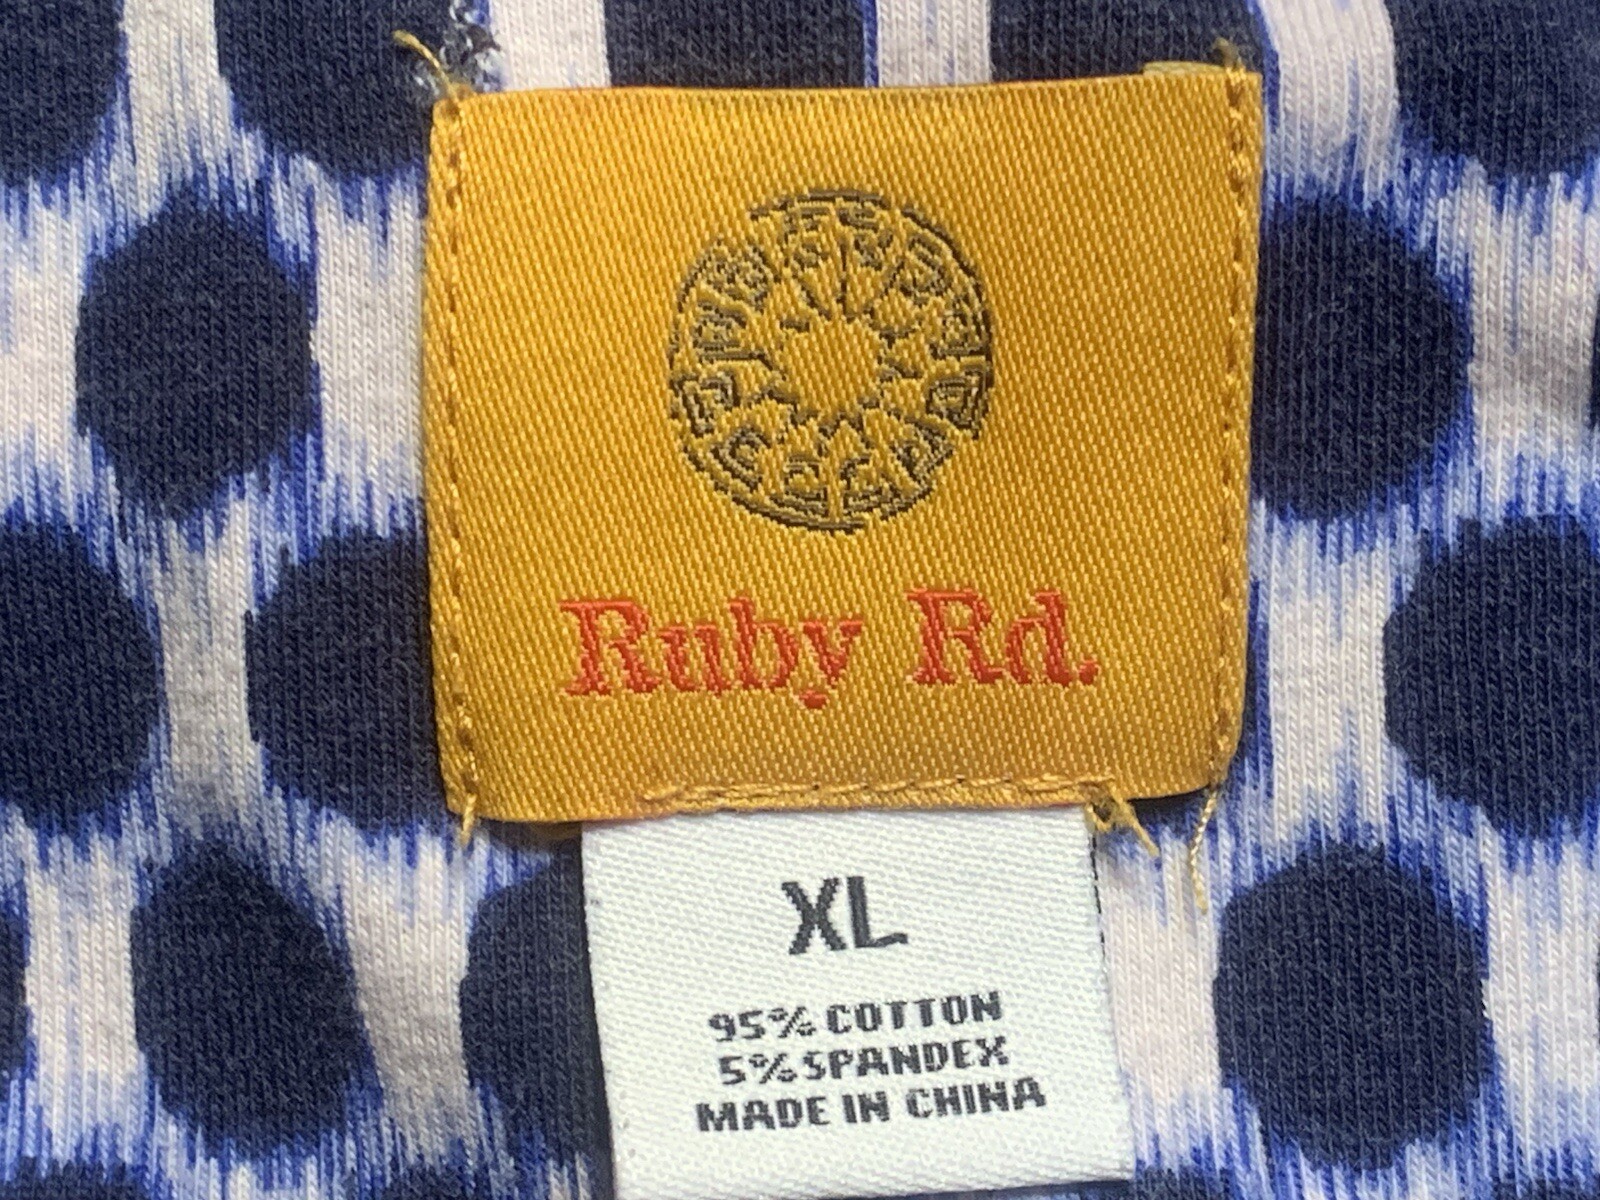 Ruby Rd.
XL
95% COTTON
5% SPANDEX
MADE IN CHINA